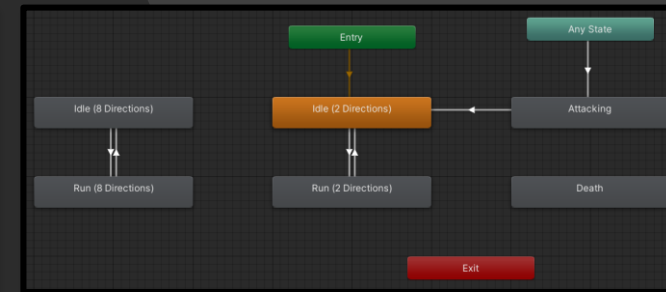 Entry
Any State
Idle (8 Directions)
Idle (2 Directions)
Attacking
Run (8 Directions)
Run (2 Directions)
Death
Exit